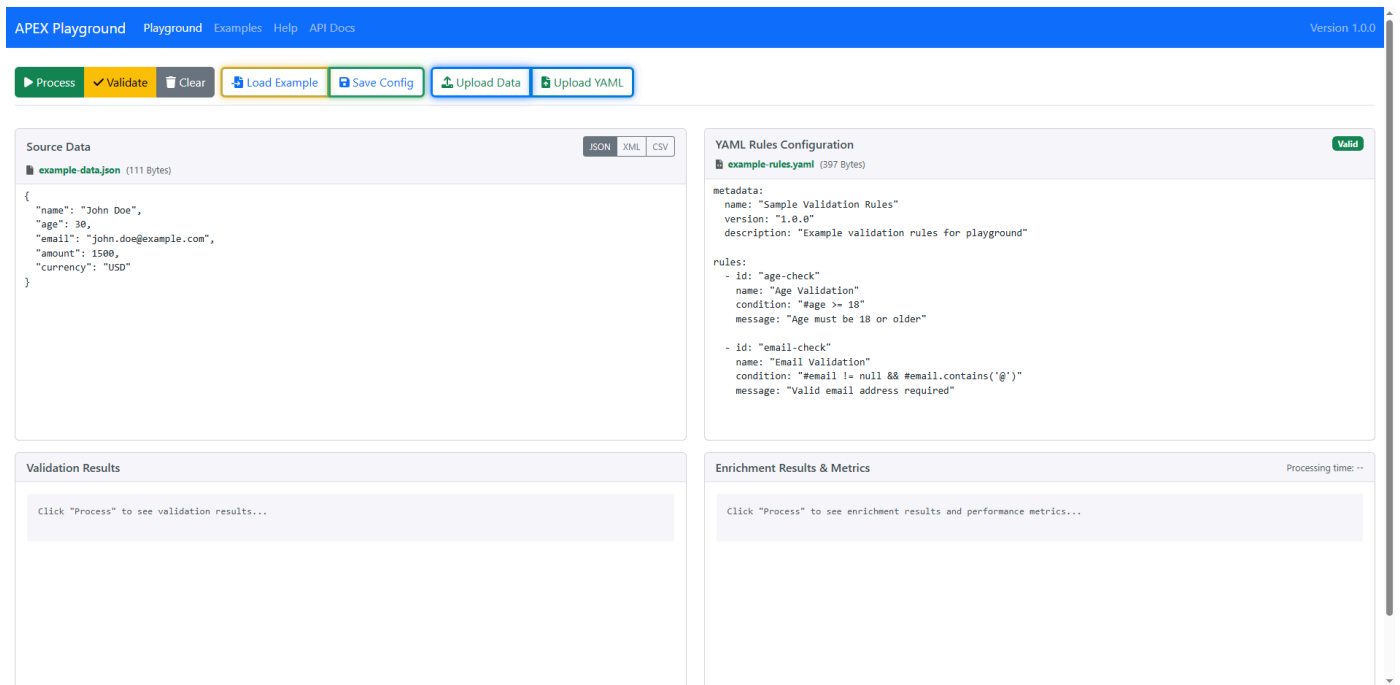 APEX Playground Playground Examples Help API Docs Version 1.0.0
Process Validate Clear Load Example Save Config Upload Data Upload YAML
Source Data JSON XML CSV
example-data.json (111 Bytes)
{
  "name": "John Doe",
  "age": 30,
  "email": "john.doe@example.com",
  "amount": 1500,
  "currency": "USD"
}
YAML Rules Configuration Valid
example-rules.yaml (397 Bytes)
metadata:
  name: "Sample Validation Rules"
  version: "1.0.0"
  description: "Example validation rules for playground"
rules:
  - id: "age-check"
    name: "Age Validation"
    condition: "#age >= 18"
    message: "Age must be 18 or older"
  - id: "email-check"
    name: "Email Validation"
    condition: "#email != null && #email.contains('@')"
    message: "Valid email address required"
Validation Results
Click "Process" to see validation results...
Enrichment Results & Metrics Processing time: --
Click "Process" to see enrichment results and performance metrics...